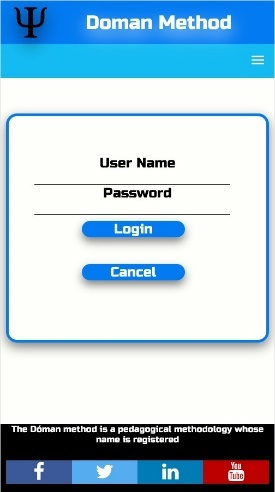 Ψ Doman Method
User Name
Password
Login
Cancel
The Dóman method is a pedagogical methodology whose
name is registered
f in You
Tube